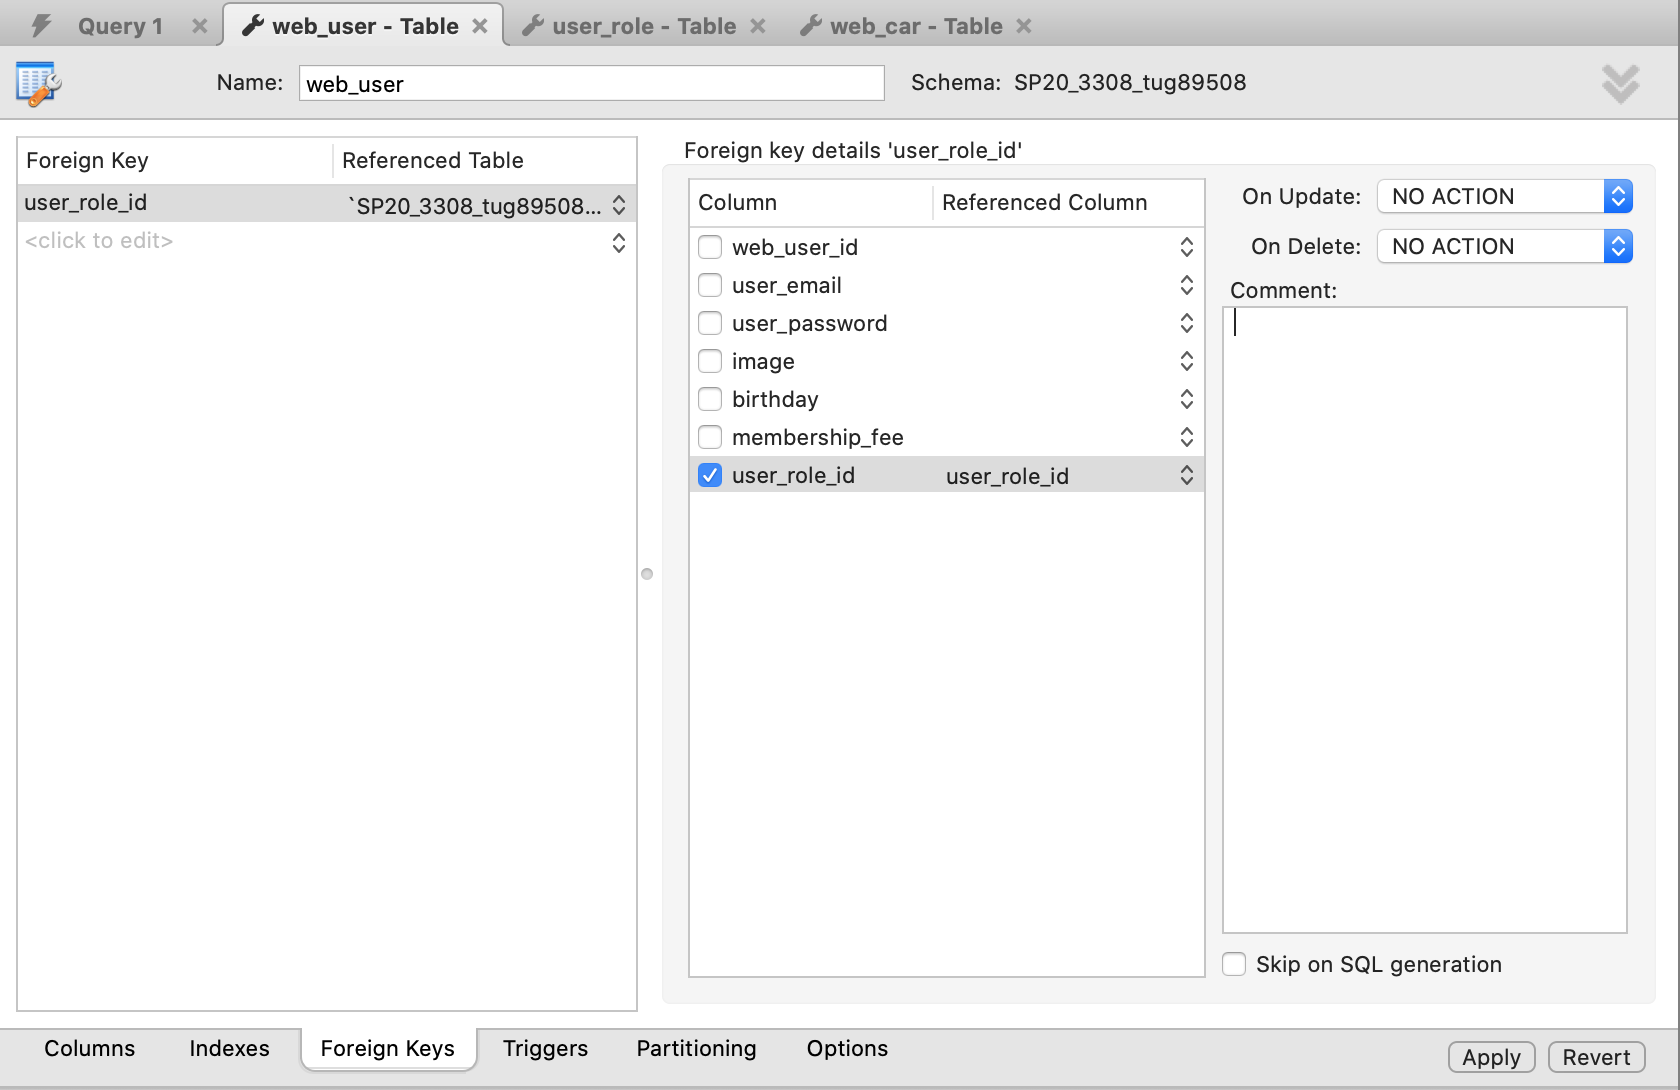 Query 1
web_user - Table
user_role - Table
web_car - Table
Name: web_user
Schema: SP20_3308_tug89508
Foreign Key Referenced Table
user_role_id `SP20_3308_tug89508...
<click to edit>
Foreign key details 'user_role_id'
Column Referenced Column
web_user_id
user_email
user_password
image
birthday
membership_fee
user_role_id user_role_id
On Update: NO ACTION
On Delete: NO ACTION
Comment:
Skip on SQL generation
Columns Indexes Foreign Keys Triggers Partitioning Options
Apply Revert